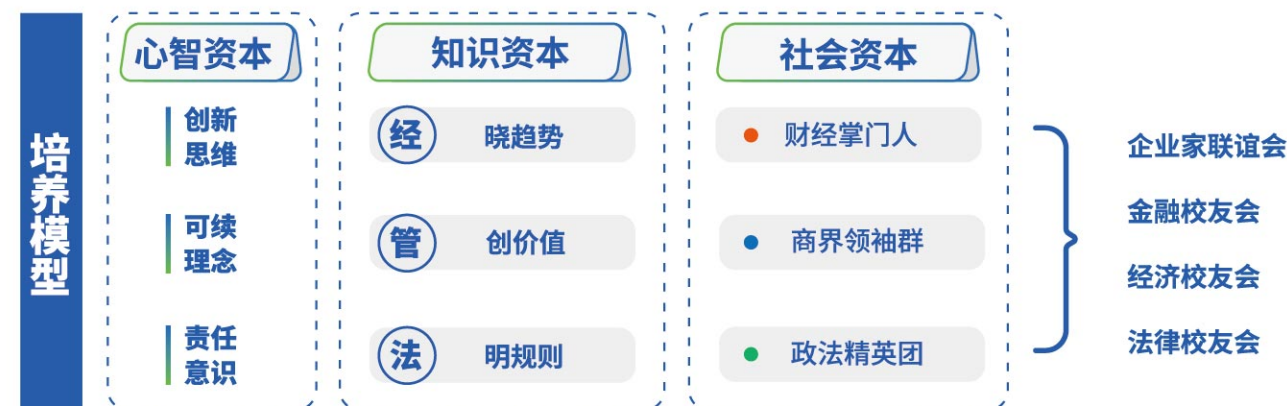 培养模型
心智资本
创新
思维
可续
理念
责任
意识
知识资本
经 晓趋势
管 创价值
法 明规则
社会资本
财经掌门人
商界领袖群
政法精英团
企业家联谊会
金融校友会
经济校友会
法律校友会